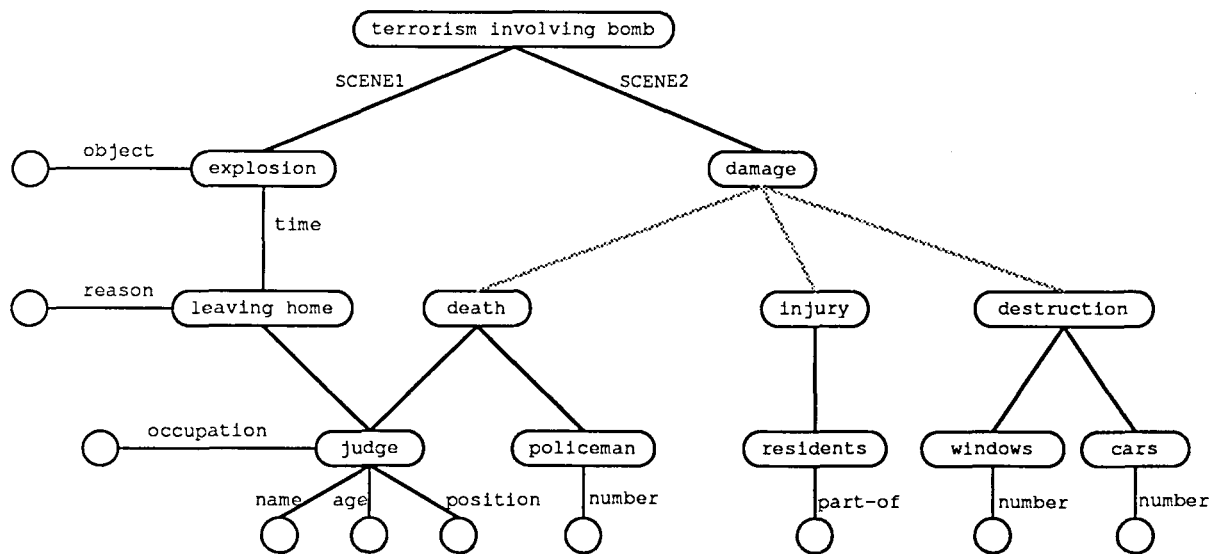 terrorism involving bomb
SCENE1 SCENE2
object explosion damage
time
reason leaving home death injury destruction
occupation judge policeman residents windows cars
name age position number part-of number number